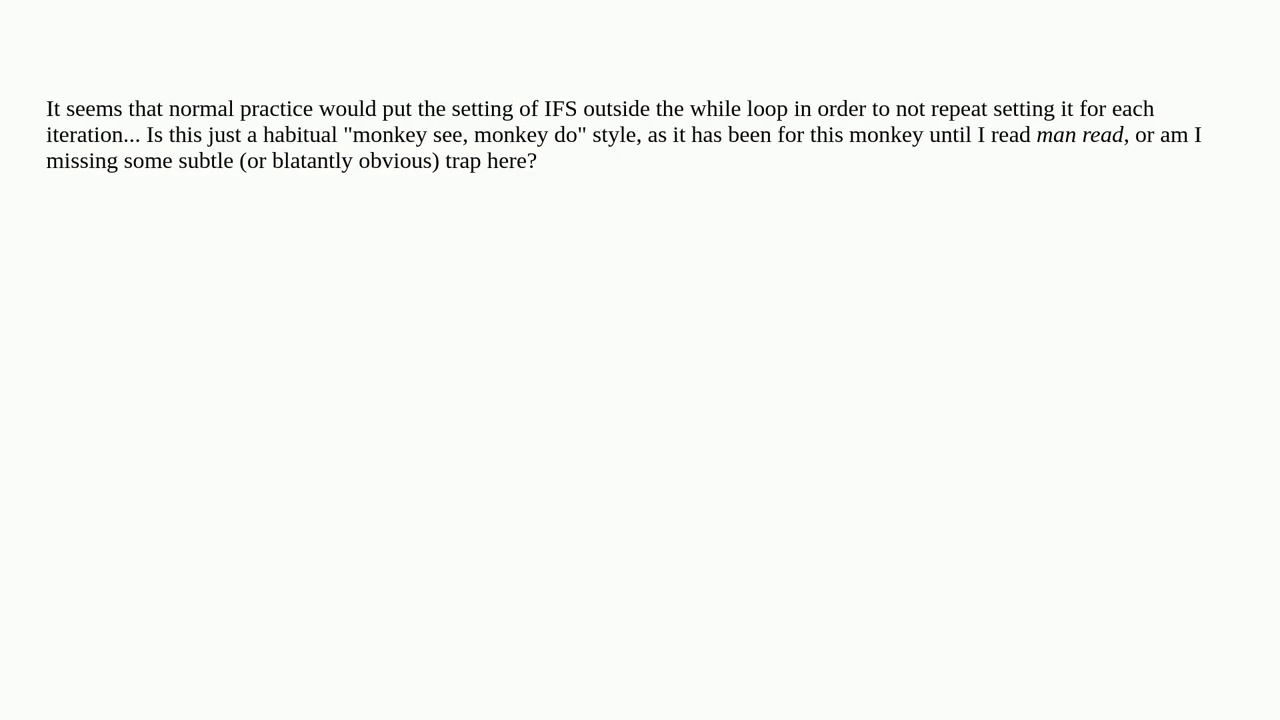 It seems that normal practice would put the setting of IFS outside the while loop in order to not repeat setting it for each
iteration... Is this just a habitual "monkey see, monkey do" style, as it has been for this monkey until I read man read, or am I
missing some subtle (or blatantly obvious) trap here?